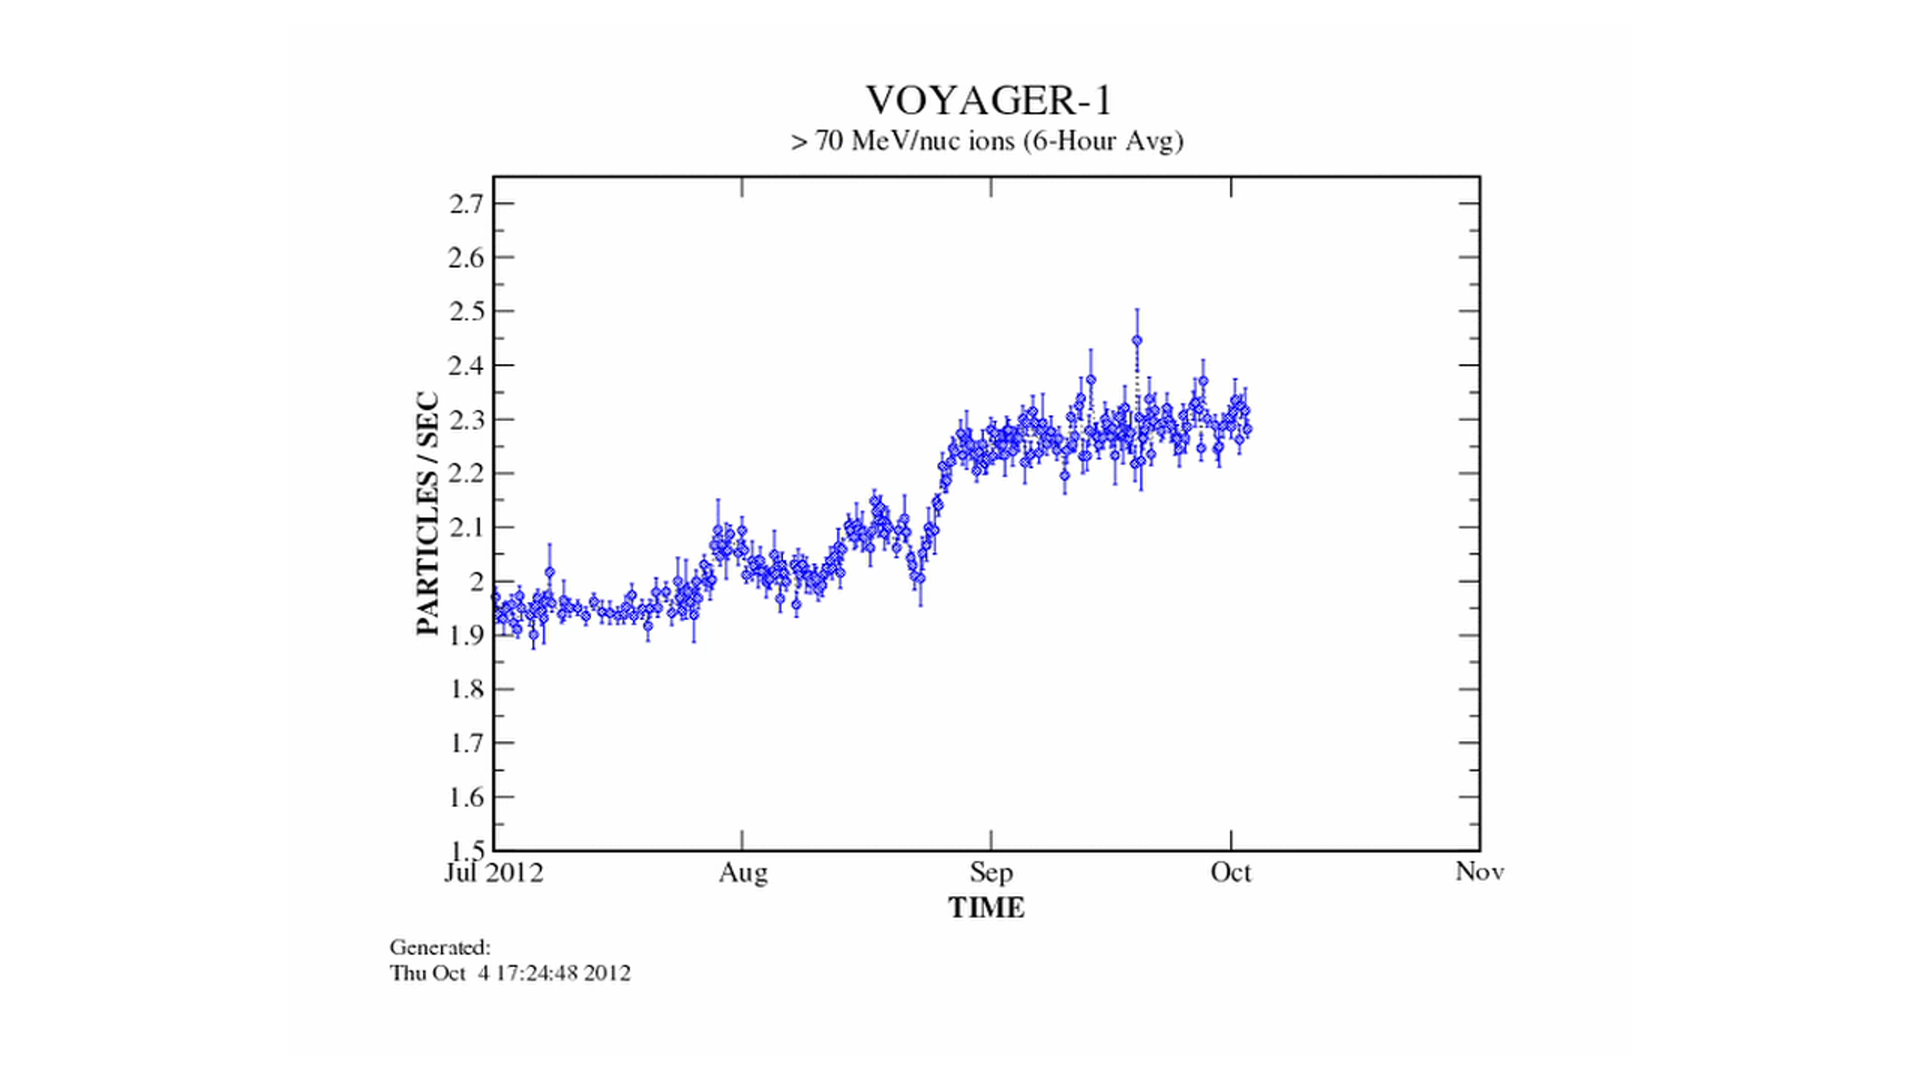 VOYAGER-1
> 70 MeV/nuc ions (6-Hour Avg)
2.7
2.6
2.5
2.4
2.3
2.2
2.1
2
1.9
1.8
1.7
1.6
1.5
PARTICLES / SEC
Jul 2012 Aug Sep Oct Nov
TIME
Generated:
Thu Oct 4 17:24:48 2012